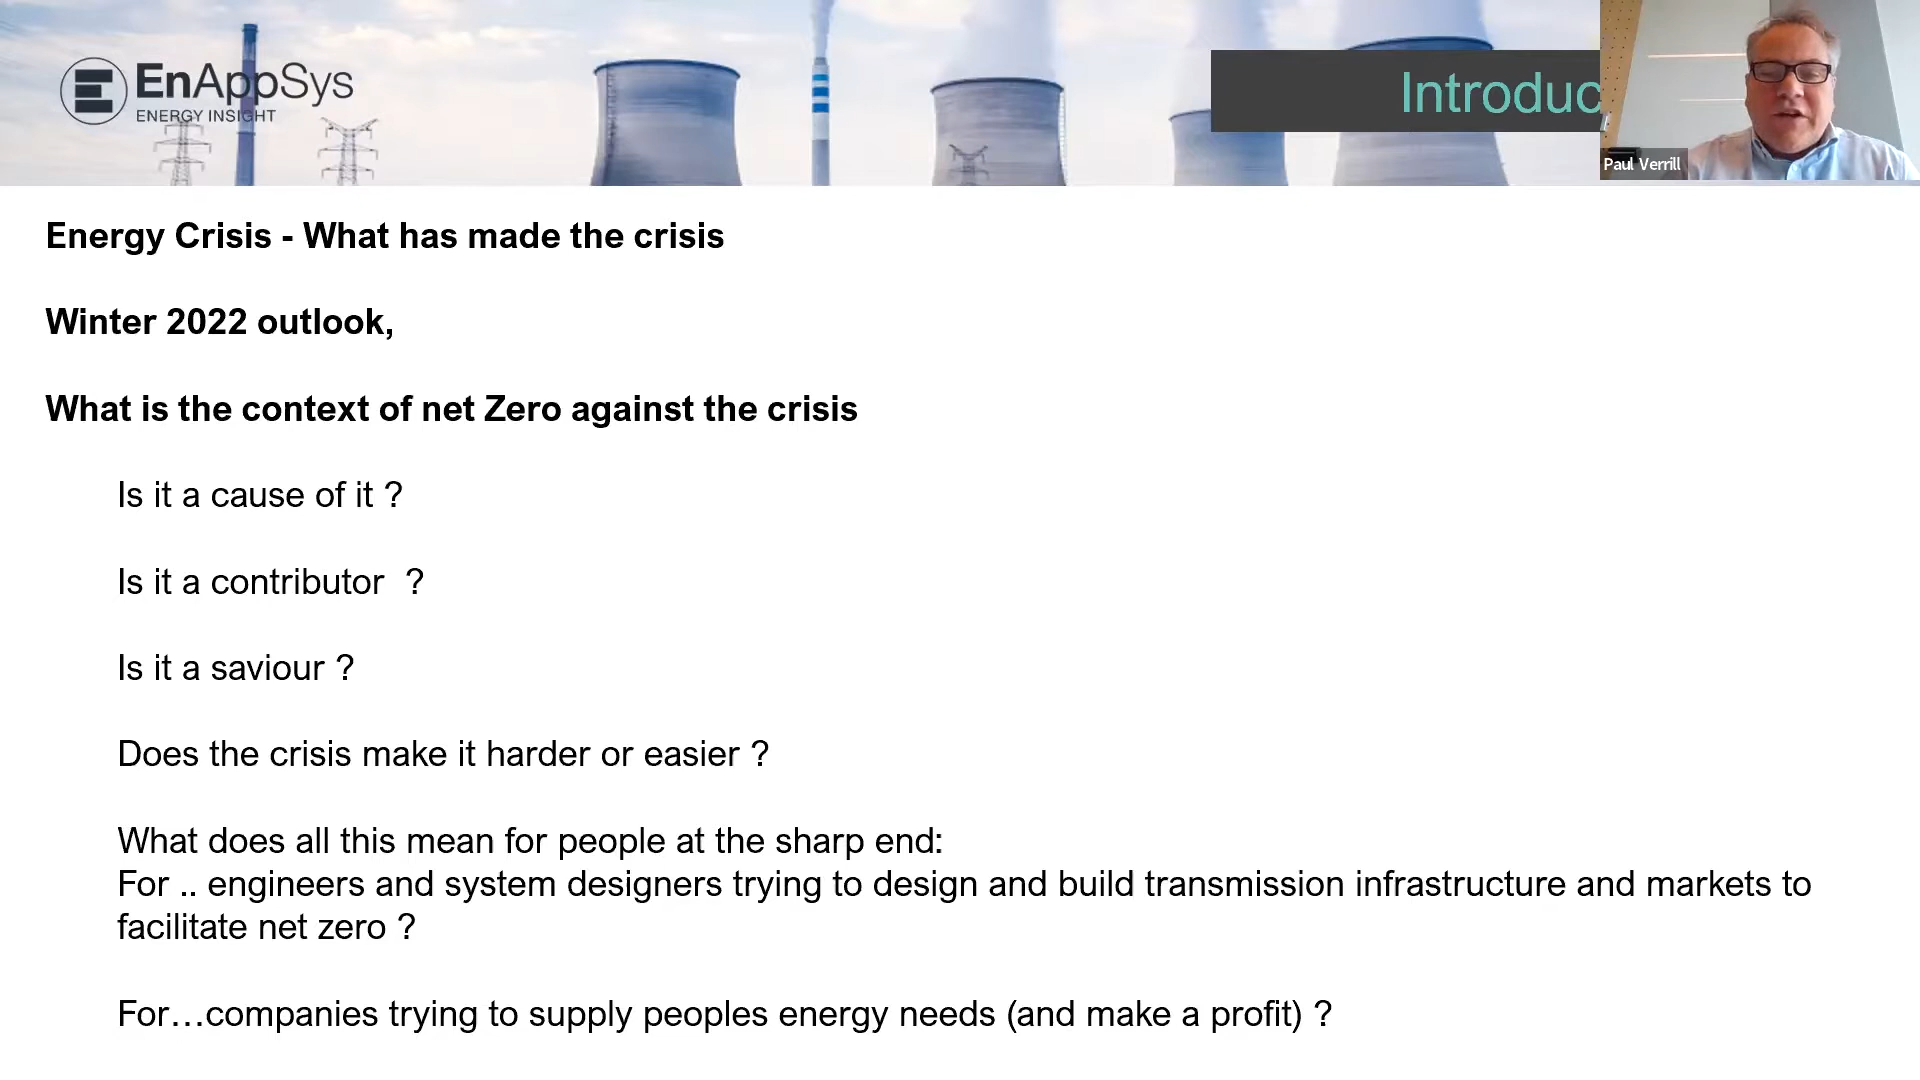 EnAppSys
ENERGY INSIGHT
Introduc
Paul Verrill
Energy Crisis - What has made the crisis
Winter 2022 outlook,
What is the context of net Zero against the crisis
Is it a cause of it ?
Is it a contributor  ?
Is it a saviour ?
Does the crisis make it harder or easier ?
What does all this mean for people at the sharp end:
For .. engineers and system designers trying to design and build transmission infrastructure and markets to
facilitate net zero ?
For…companies trying to supply peoples energy needs (and make a profit) ?